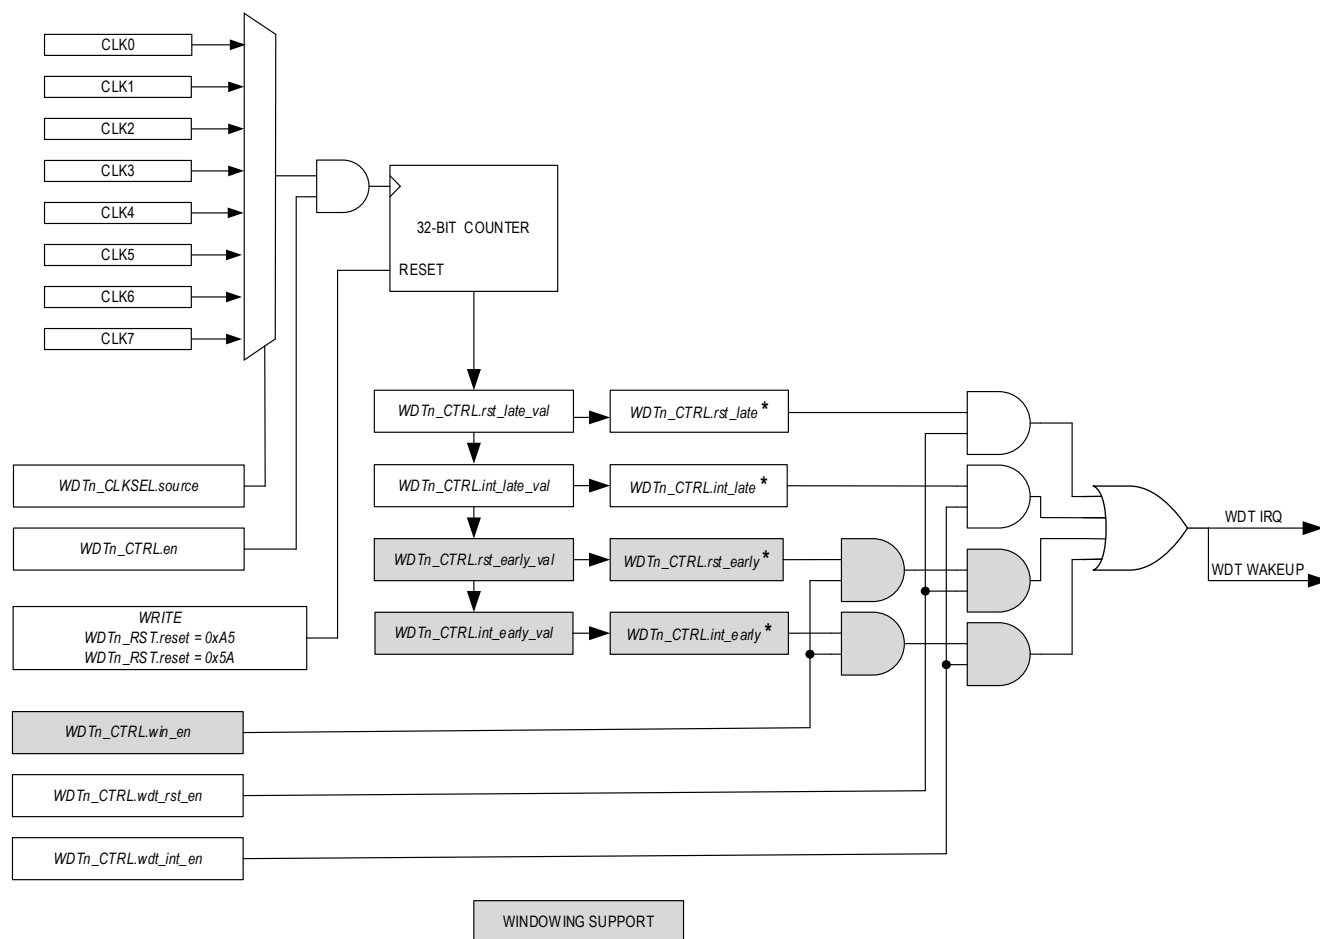 CLK0
CLK1
CLK2
CLK3
CLK4
CLK5
CLK6
CLK7
32-BIT COUNTER
RESET
WDTn_CTRL.rst_late_val
WDTn_CTRL.rst_late*
WDTn_CLKSEL.source
WDTn_CTRL.int_late_val
WDTn_CTRL.int_late*
WDT IRQ
WDTn_CTRL.en
WDTn_CTRL.rst_early_val
WDTn_CTRL.rst_early*
WDT WAKEUP
WRITE
WDTn_RST.reset = 0xA5
WDTn_RST.reset = 0x5A
WDTn_CTRL.int_early_val
WDTn_CTRL.int_early*
WDTn_CTRL.win_en
WDTn_CTRL.wdt_rst_en
WDTn_CTRL.wdt_int_en
WINDOWING SUPPORT